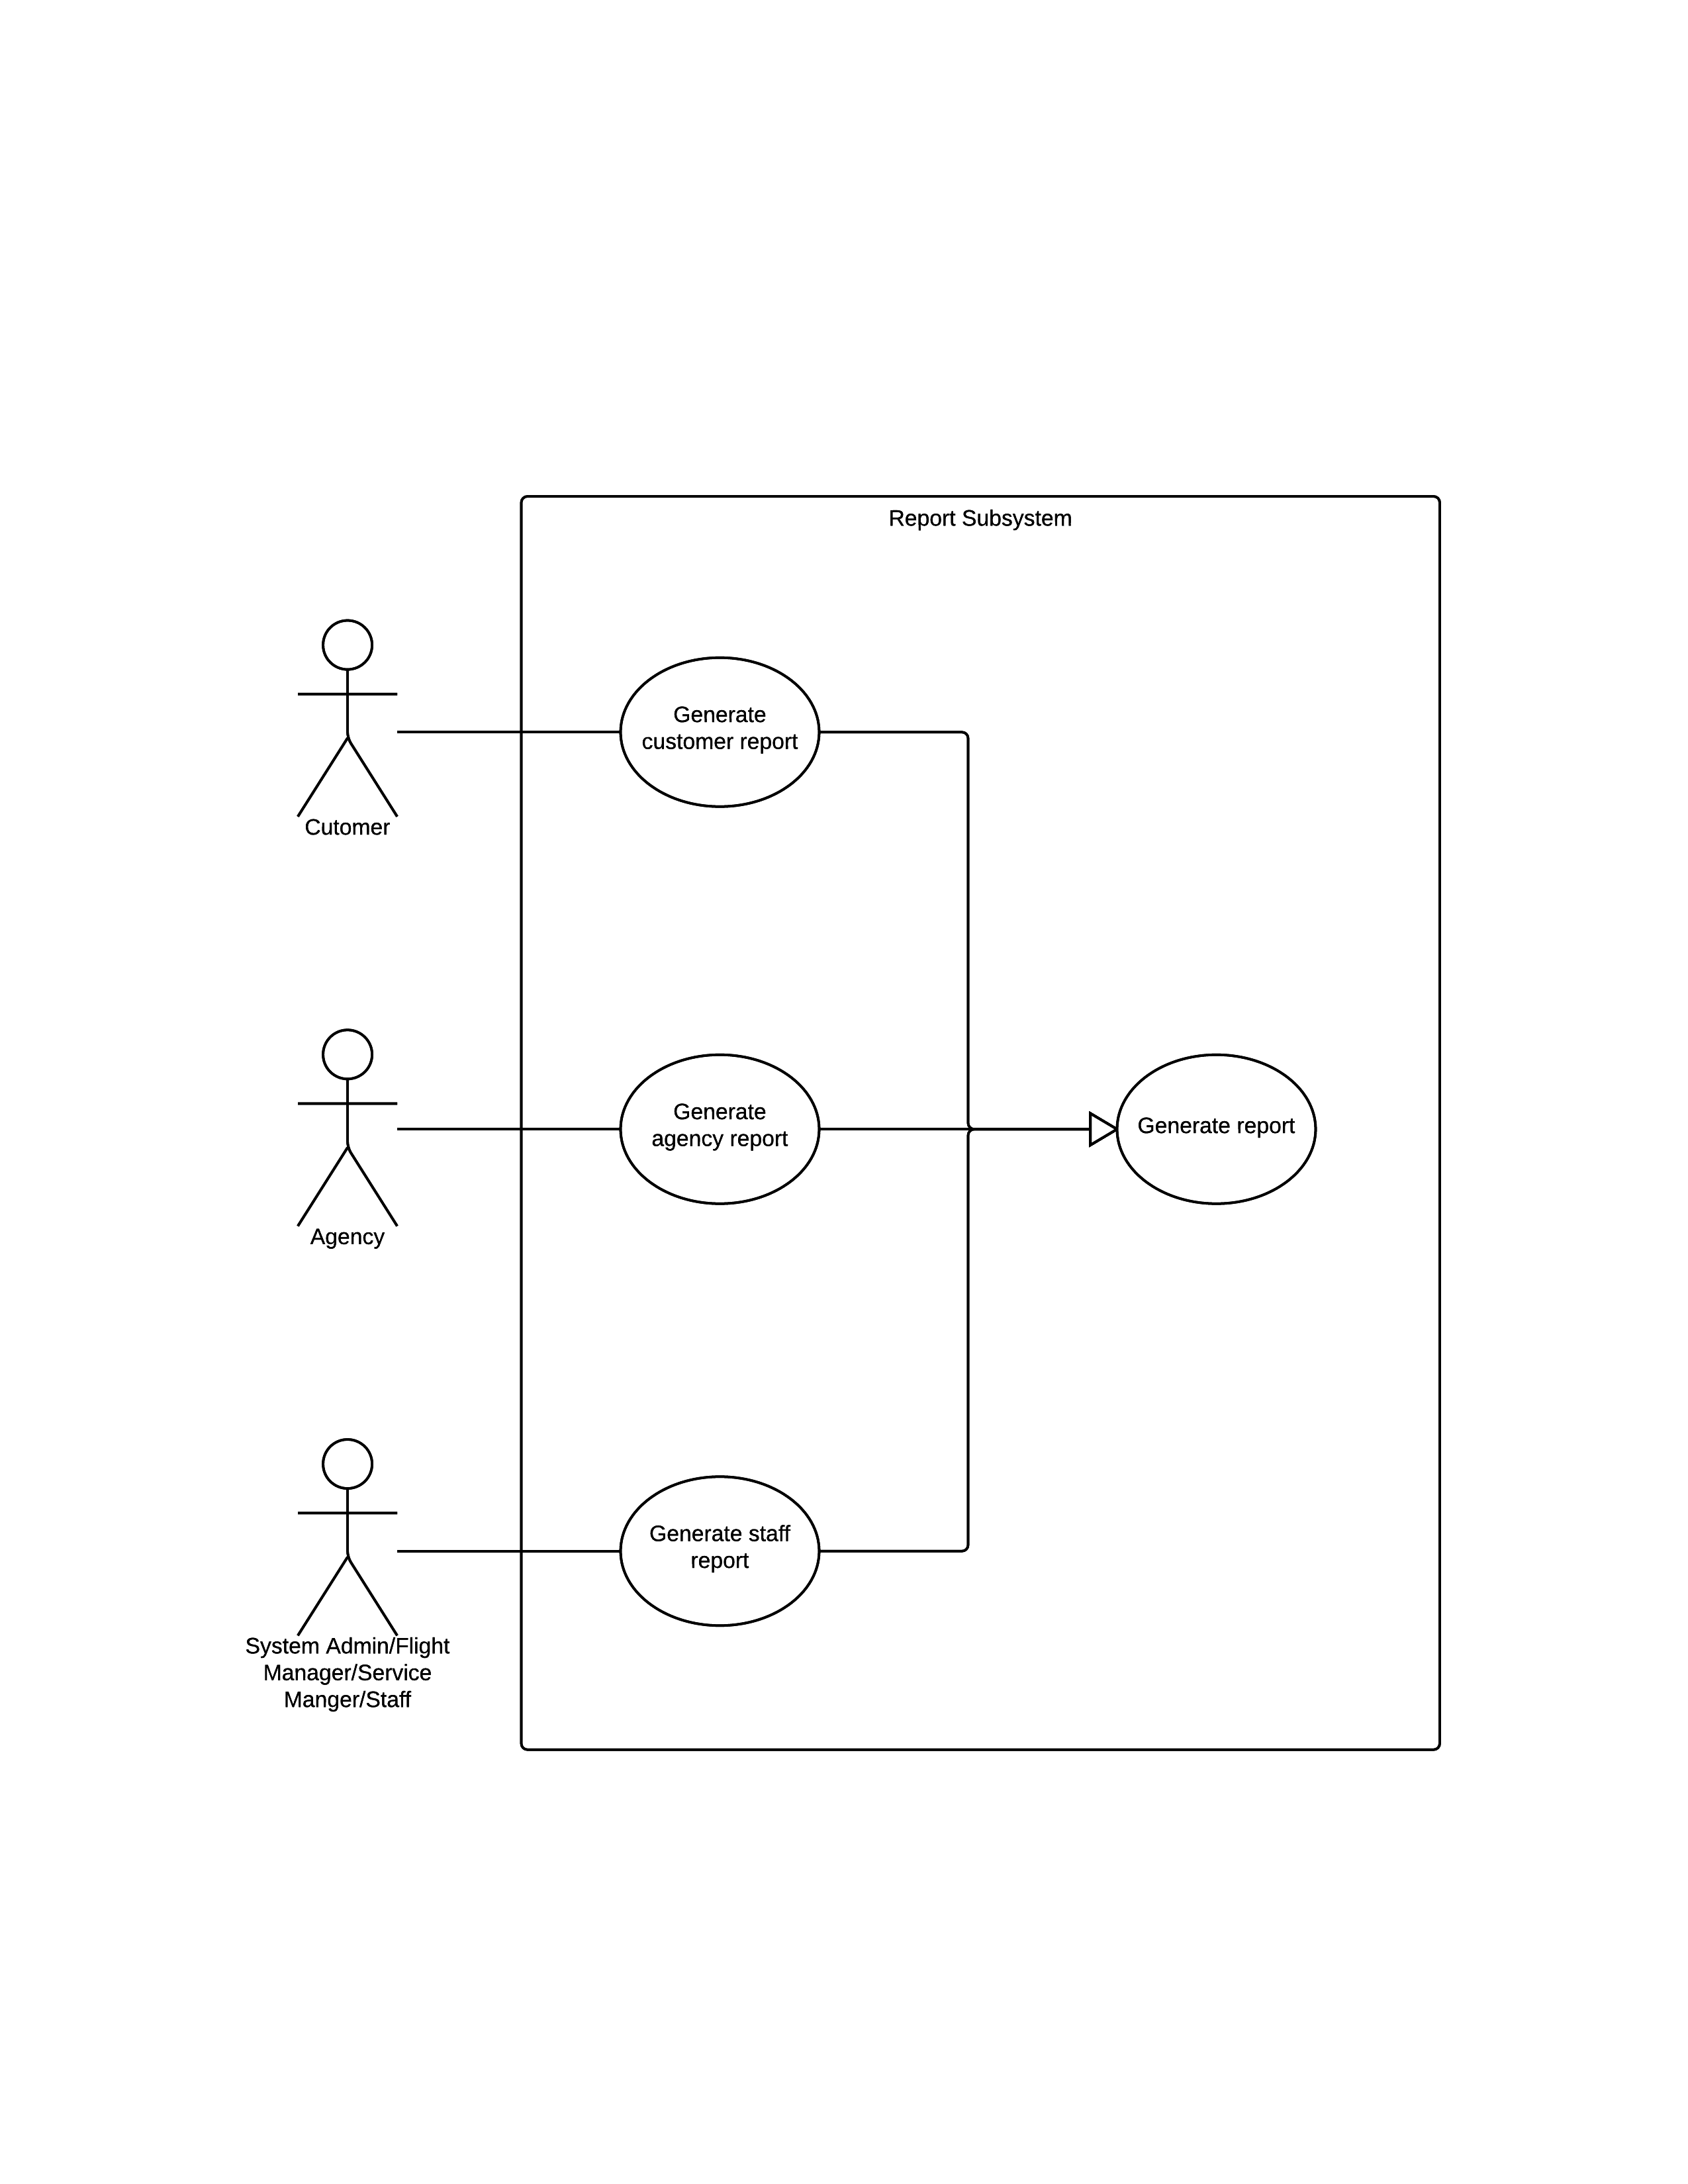 Report Subsystem
Generate
customer report
Cutomer
Generate
agency report
Generate report
Agency
Generate staff
report
System Admin/Flight
Manager/Service
Manger/Staff